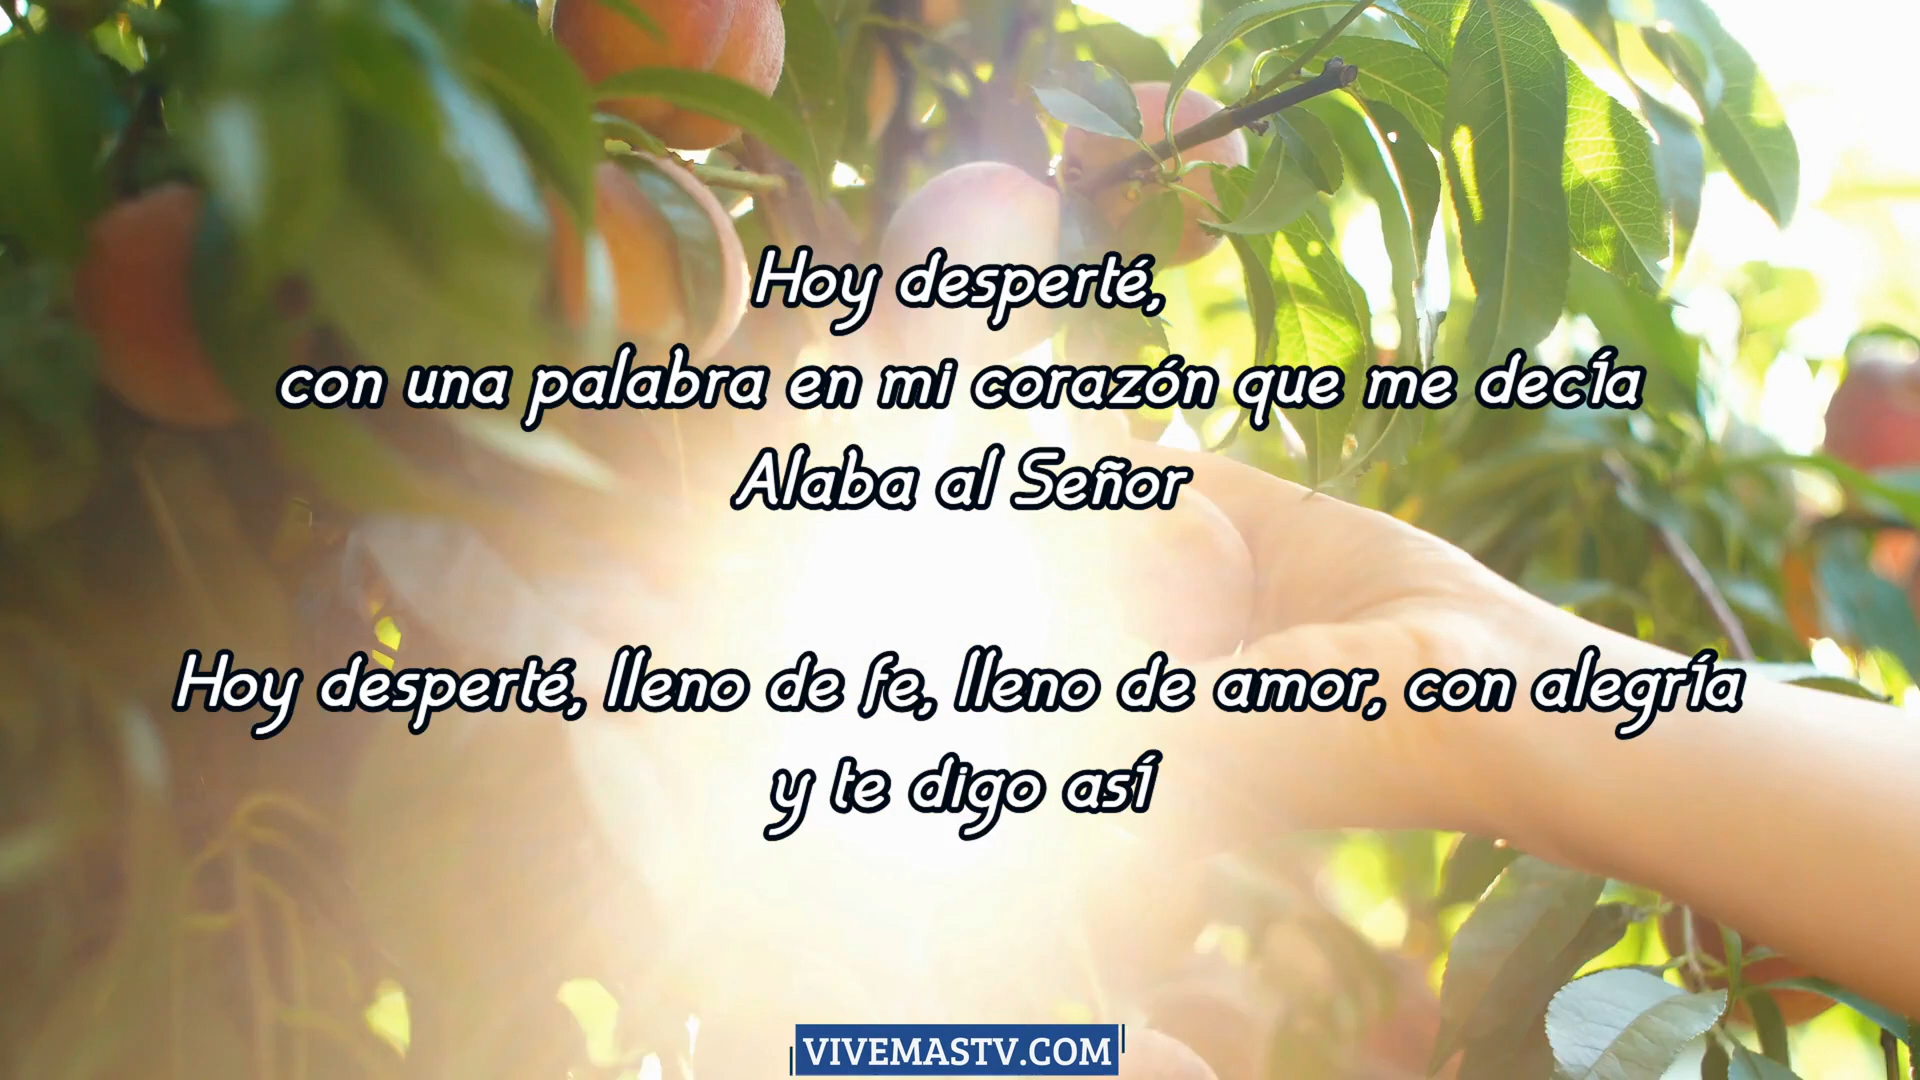 Hoy desperté,
con una palabra en mi corazón que me decía
Alaba al Señor
Hoy desperté, lleno de fe, lleno de amor, con alegría
y te digo así
VIVEMASTV.COM